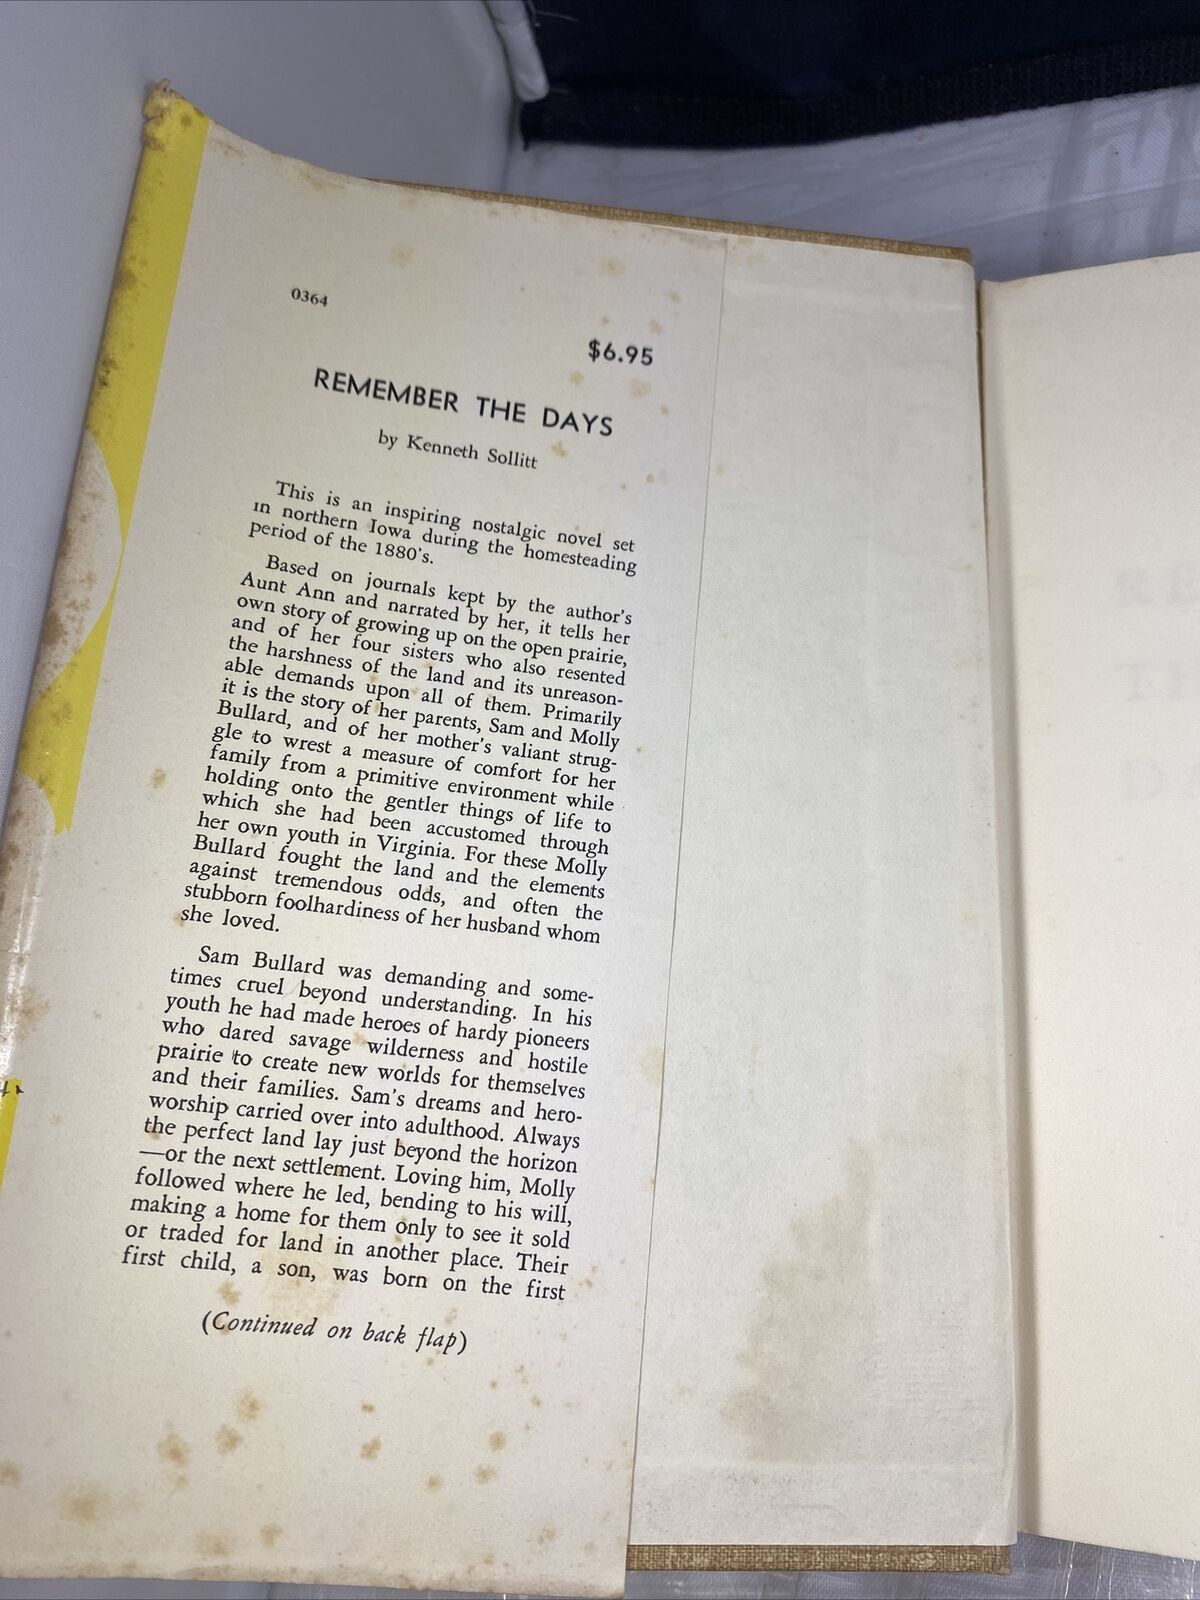 0364
$6.95
REMEMBER THE DAYS
by Kenneth Sollitt
This is an inspiring nostalgic novel set
in northern Iowa during the homesteading
period of the 1880's.
Based on journals kept by the author's
Aunt Ann and narrated by her, it tells her
own story of growing up on the open prairie,
and of her four sisters who also resented
the harshness of the land and its unreason-
able demands upon all of them. Primarily
it is the story of her parents, Sam and Molly
Bullard, and of her mother's valiant strug-
gle to wrest a measure of comfort for her
family from a primitive environment while
holding onto the gentler things of life to
which she had been accustomed through
her own youth in Virginia. For these Molly
Bullard fought the land and the elements
against tremendous odds, and often the
stubborn foolhardiness of her husband whom
she loved.
Sam Bullard was demanding and some-
times cruel beyond understanding. In his
youth he had made heroes of hardy pioneers
who dared savage wilderness and hostile
prairie to create new worlds for themselves
and their families. Sam's dreams and hero-
worship carried over into adulthood. Always
the perfect land lay just beyond the horizon
—or the next settlement. Loving him, Molly
followed where he led, bending to his will,
making a home for them only to see it sold
or traded for land in another place. Their
first child, a son, was born on the first
(Continued on back flap)